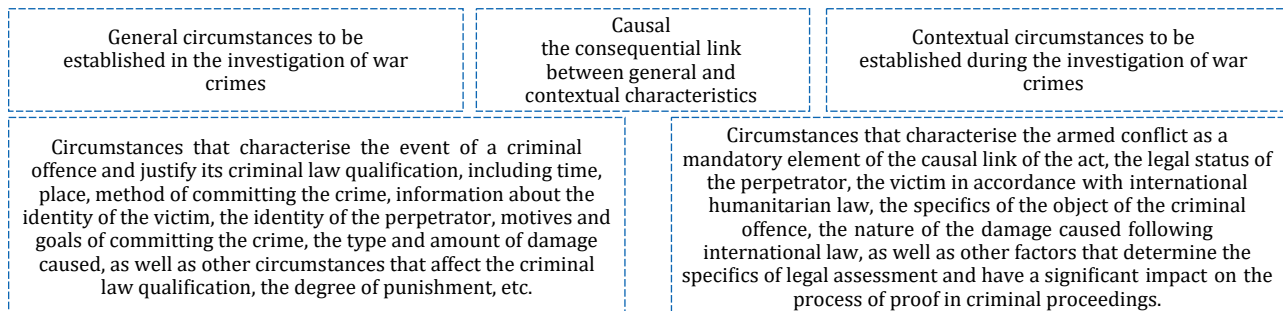 General circumstances to be
established in the investigation of war
crimes
Causal
the consequential link
between general and
contextual characteristics
Contextual circumstances to be
established during the investigation of war
crimes
Circumstances that characterise the event of a criminal
offence and justify its criminal law qualification, including time,
place, method of committing the crime, information about the
identity of the victim, the identity of the perpetrator, motives and
goals of committing the crime, the type and amount of damage
caused, as well as other circumstances that affect the criminal
law qualification, the degree of punishment, etc.
Circumstances that characterise the armed conflict as a
mandatory element of the causal link of the act, the legal status of
the perpetrator, the victim in accordance with international
humanitarian law, the specifics of the object of the criminal
offence, the nature of the damage caused following
international law, as well as other factors that determine the
specifics of legal assessment and have a significant impact on the
process of proof in criminal proceedings.